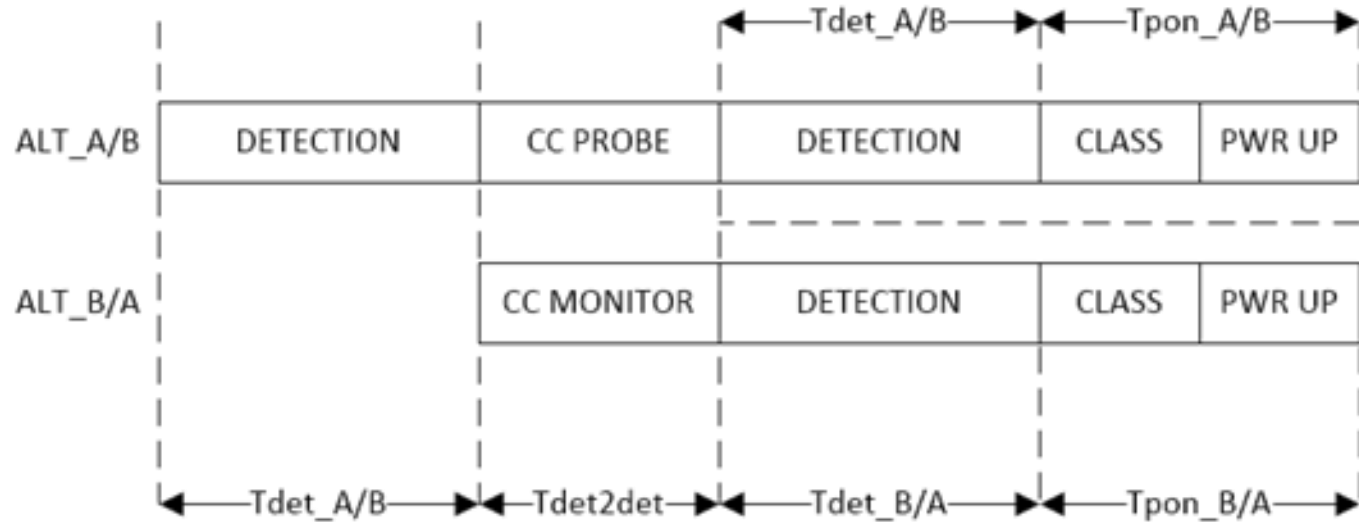 Tdet_A/B Tpon_A/B
ALT_A/B DETECTION CC PROBE DETECTION CLASS PWR UP
ALT_B/A CC MONITOR DETECTION CLASS PWR UP
Tdet_A/B Tdet2det Tdet_B/A Tpon_B/A